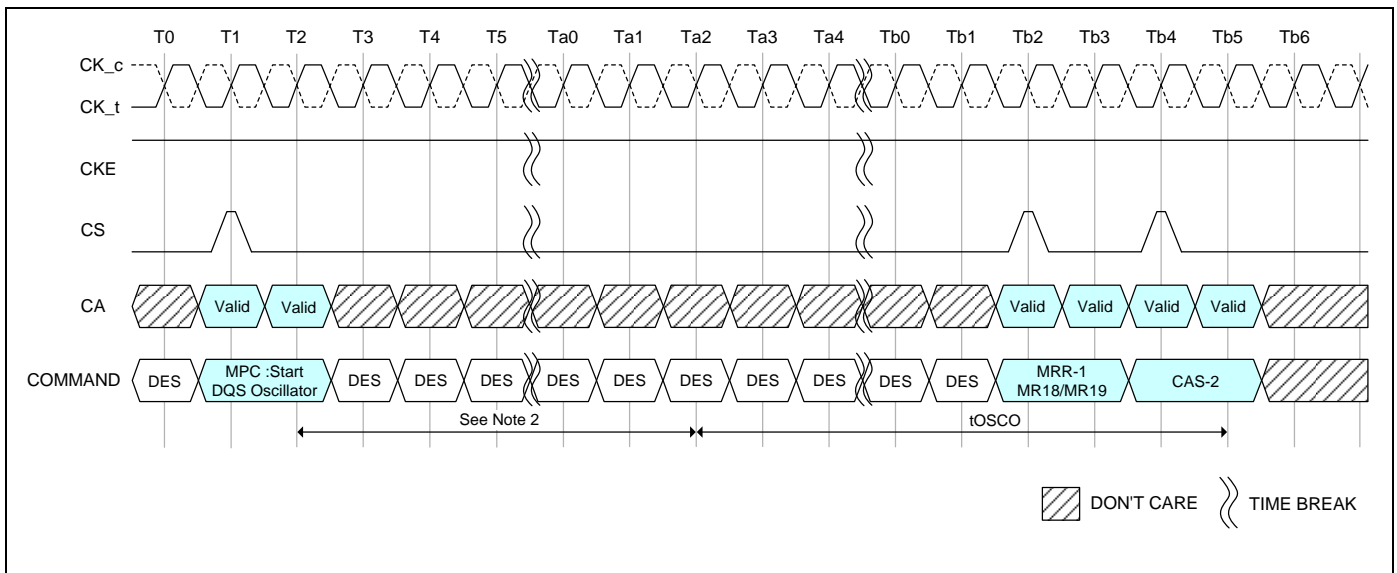 T0 T1 T2 T3 T4 T5 Ta0 Ta1 Ta2 Ta3 Ta4 Tb0 Tb1 Tb2 Tb3 Tb4 Tb5 Tb6
CK_c
CK_t
CKE
CS
CA Valid Valid Valid Valid Valid Valid
COMMAND DES MPC :Start DES DES DES DES DES DES DES DES DES DES MRR-1 CAS-2
DQS Oscillator MR18/MR19
See Note 2 tOSCO
DON'T CARE TIME BREAK